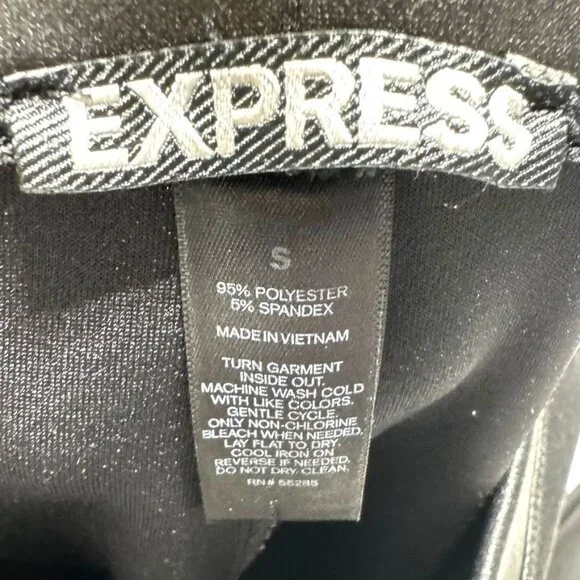 EXPRESS
S
95% POLYESTER
5% SPANDEX
MADE IN VIETNAM
TURN GARMENT
INSIDE OUT.
MACHINE WASH COLD
WITH LIKE COLORS.
GENTLE CYCLE.
ONLY NON-CHLORINE
BLEACH WHEN NEEDED.
LAY FLAT TO DRY.
COOL IRON ON
REVERSE IF NEEDED.
DO NOT DRY CLEAN.
RN# 55285